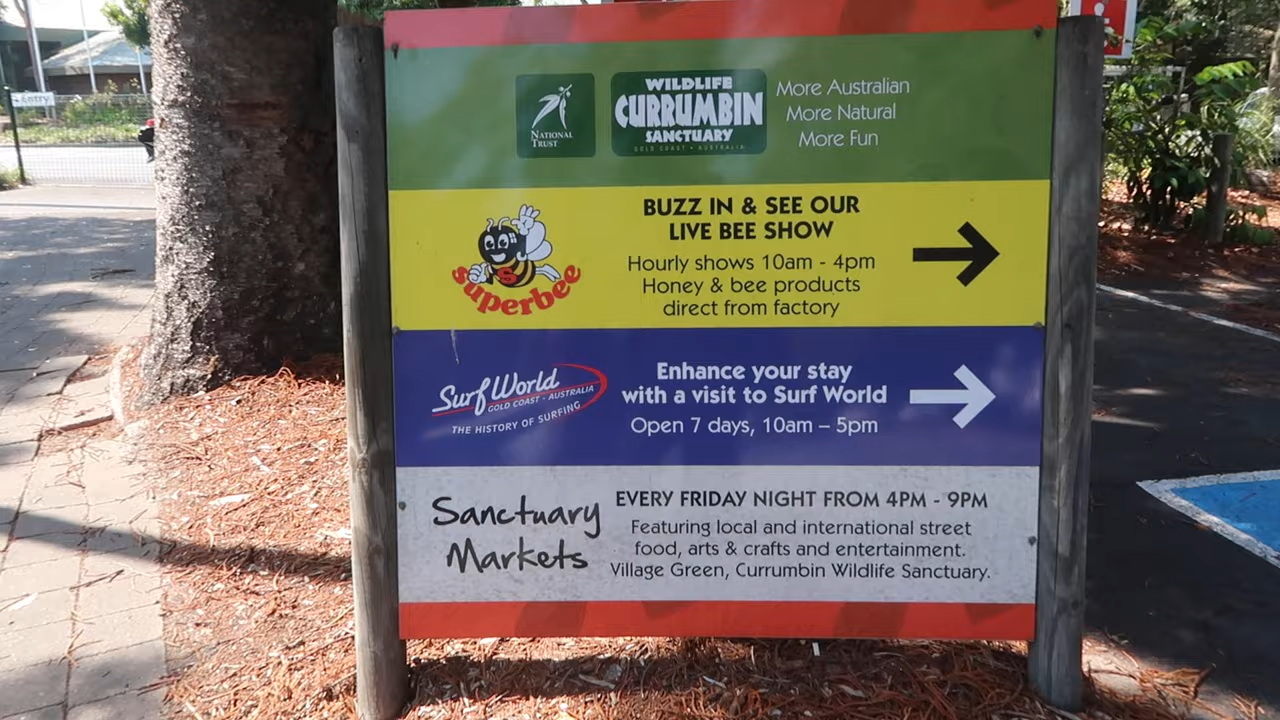 Entry
NATIONAL
TRUST
WILDLIFE
CURRUMBIN
SANCTUARY
GOLD COAST • AUSTRALIA
More Australian
More Natural
More Fun
superbee
S
BUZZ IN & SEE OUR
LIVE BEE SHOW
Hourly shows 10am - 4pm
Honey & bee products
direct from factory
Surf World
GOLD COAST • AUSTRALIA
THE HISTORY OF SURFING
Enhance your stay
with a visit to Surf World
Open 7 days, 10am – 5pm
Sanctuary
Markets
EVERY FRIDAY NIGHT FROM 4PM - 9PM
Featuring local and international street
food, arts & crafts and entertainment.
Village Green, Currumbin Wildlife Sanctuary.